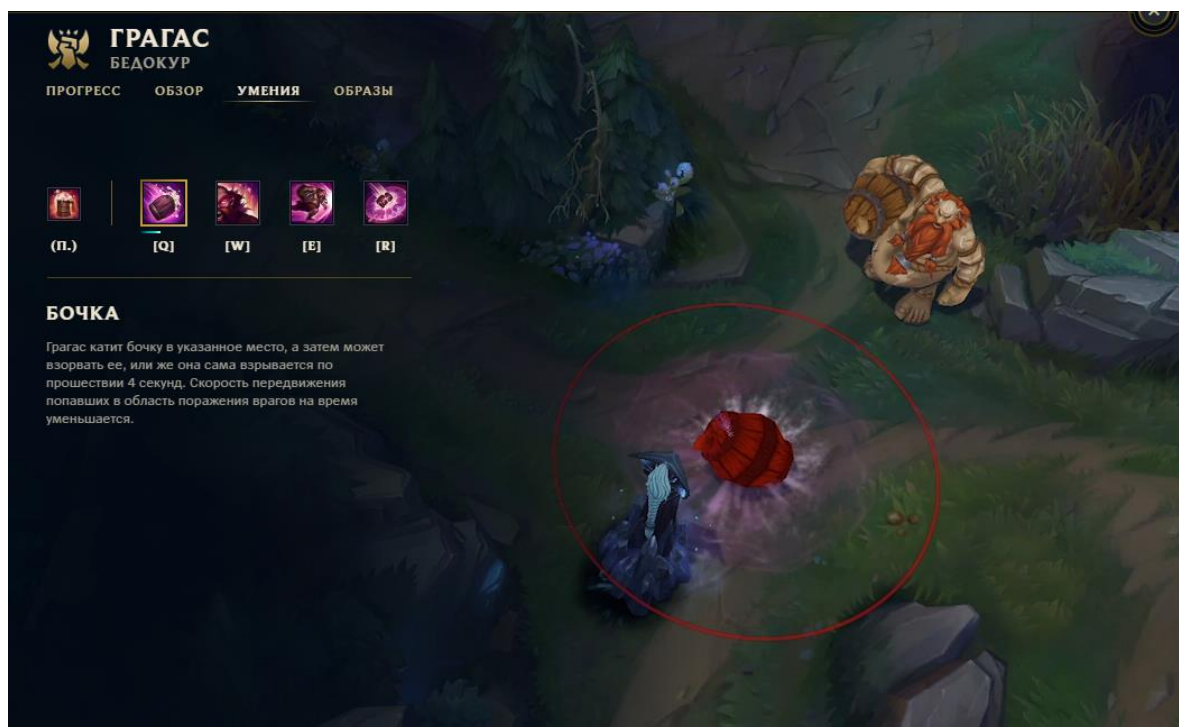 ГРАГАС
БЕДОКУР
ПРОГРЕСС ОБЗОР УМЕНИЯ ОБРАЗЫ
(П.) [Q] [W] [E] [R]
БОЧКА
Грагас катит бочку в указанное место, а затем может
взорвать ее, или же она сама взрывается по
прошествии 4 секунд. Скорость передвижения
попавших в область поражения врагов на время
уменьшается.